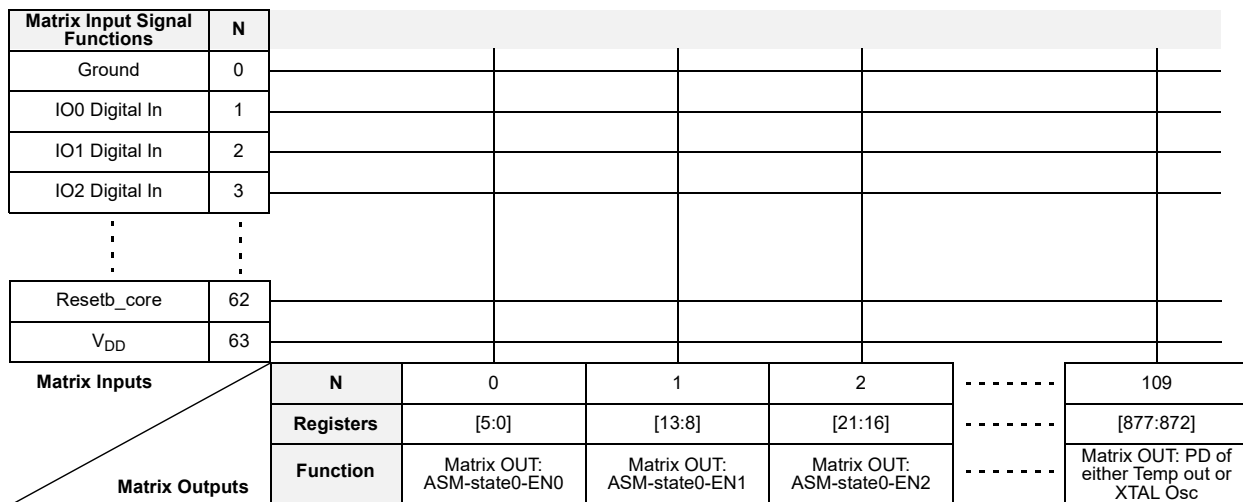 Matrix Input Signal
Functions
N
Ground
0
IO0 Digital In
1
IO1 Digital In
2
IO2 Digital In
3
Resetb_core
62
VDD
63
Matrix Inputs
N
0
1
2
109
Registers
[5:0]
[13:8]
[21:16]
[877:872]
Matrix Outputs
Function
Matrix OUT:
ASM-state0-EN0
Matrix OUT:
ASM-state0-EN1
Matrix OUT:
ASM-state0-EN2
Matrix OUT: PD of
either Temp out or
XTAL Osc